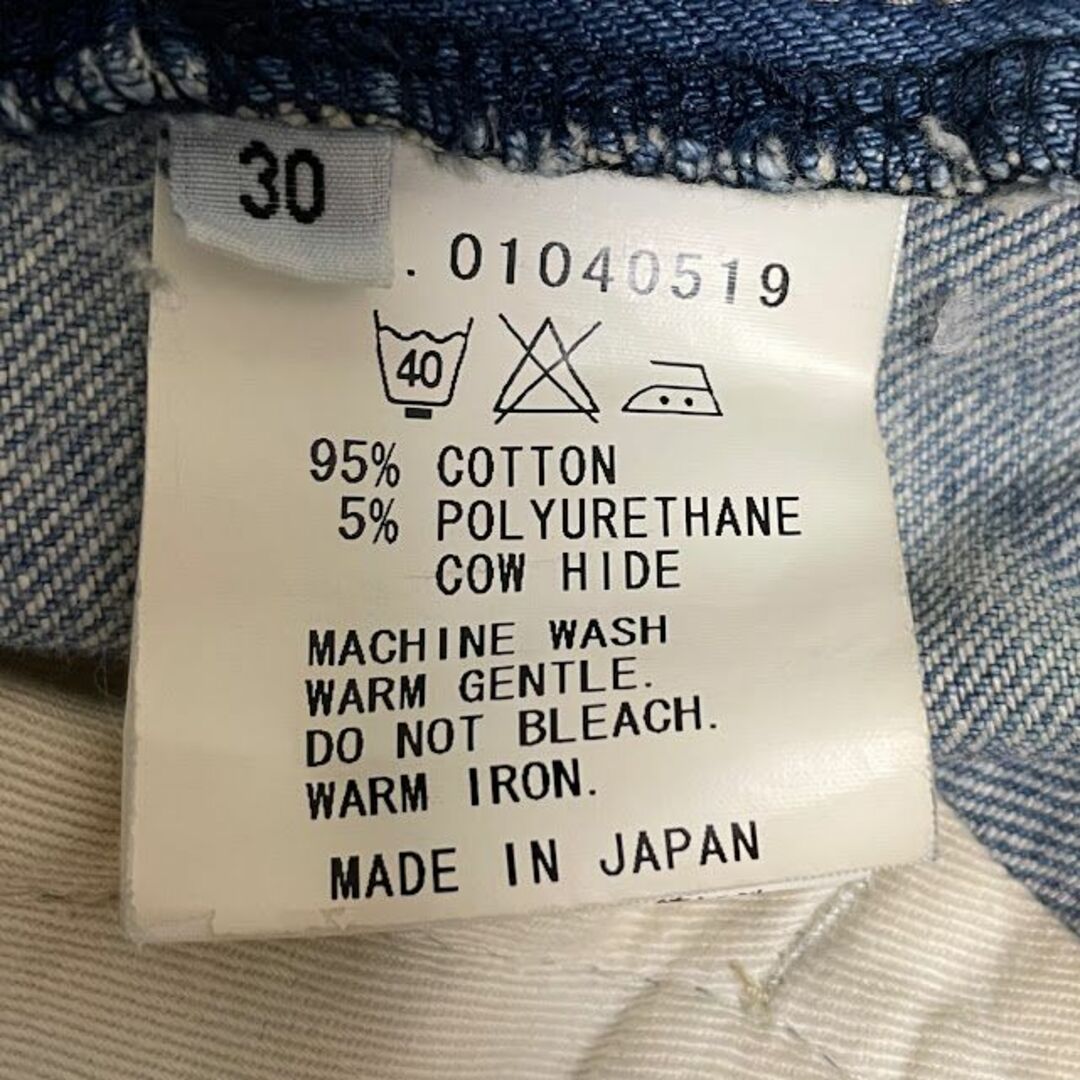 30
. 01040519
40
95% COTTON
5% POLYURETHANE
COW HIDE
MACHINE WASH
WARM GENTLE.
DO NOT BLEACH.
WARM IRON.
MADE IN JAPAN